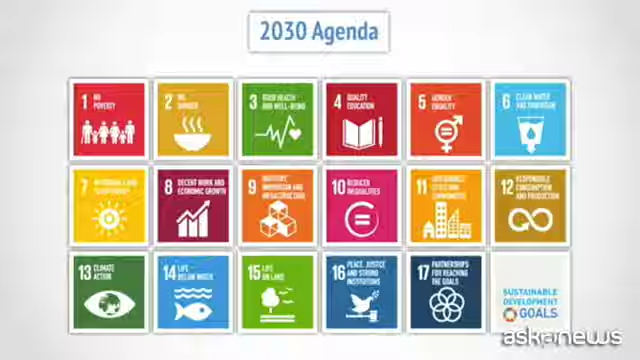 2030 Agenda
1 NO
POVERTY
2 NO
HUNGER
3 GOOD HEALTH
AND WELL-BEING
4 QUALITY
EDUCATION
5 GENDER
EQUALITY
6 CLEAN WATER
AND SANITATION
7 AFFORDABLE AND
8 DECENT WORK AND
ECONOMIC GROWTH
9 INDUSTRY,
INNOVATION AND
INFRASTRUCTURE
10 REDUCED
INEQUALITIES
11 SUSTAINABLE
CITIES AND
COMMUNITIES
12 RESPONSIBLE
CONSUMPTION
AND PRODUCTION
13 CLIMATE
ACTION
14 LIFE
BELOW WATER
15 LIFE
ON LAND
16 PEACE, JUSTICE
AND STRONG
INSTITUTIONS
17 PARTNERSHIPS
FOR REACHING
THE GOALS
SUSTAINABLE
DEVELOPMENT
GOALS
askanews